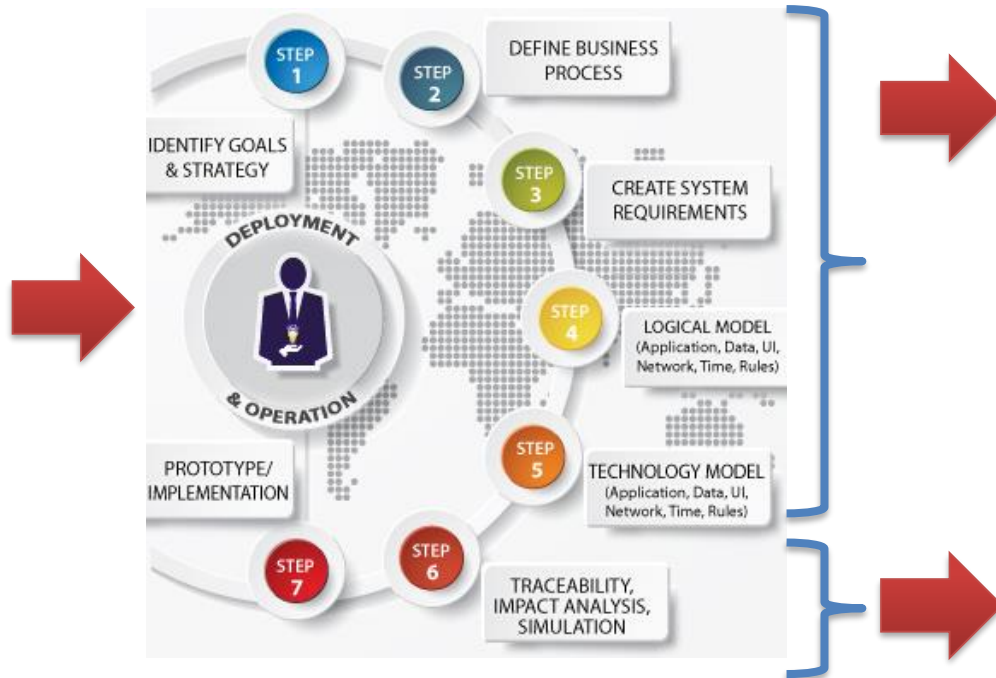 STEP
1
IDENTIFY GOALS
& STRATEGY
STEP
2
DEFINE BUSINESS
PROCESS
STEP
3
CREATE SYSTEM
REQUIREMENTS
DEPLOYMENT
& OPERATION
STEP
4
LOGICAL MODEL
(Application, Data, UI,
Network, Time, Rules)
STEP
5
TECHNOLOGY MODEL
(Application, Data, UI,
Network, Time, Rules)
STEP
6
TRACEABILITY,
IMPACT ANALYSIS,
SIMULATION
STEP
7
PROTOTYPE/
IMPLEMENTATION